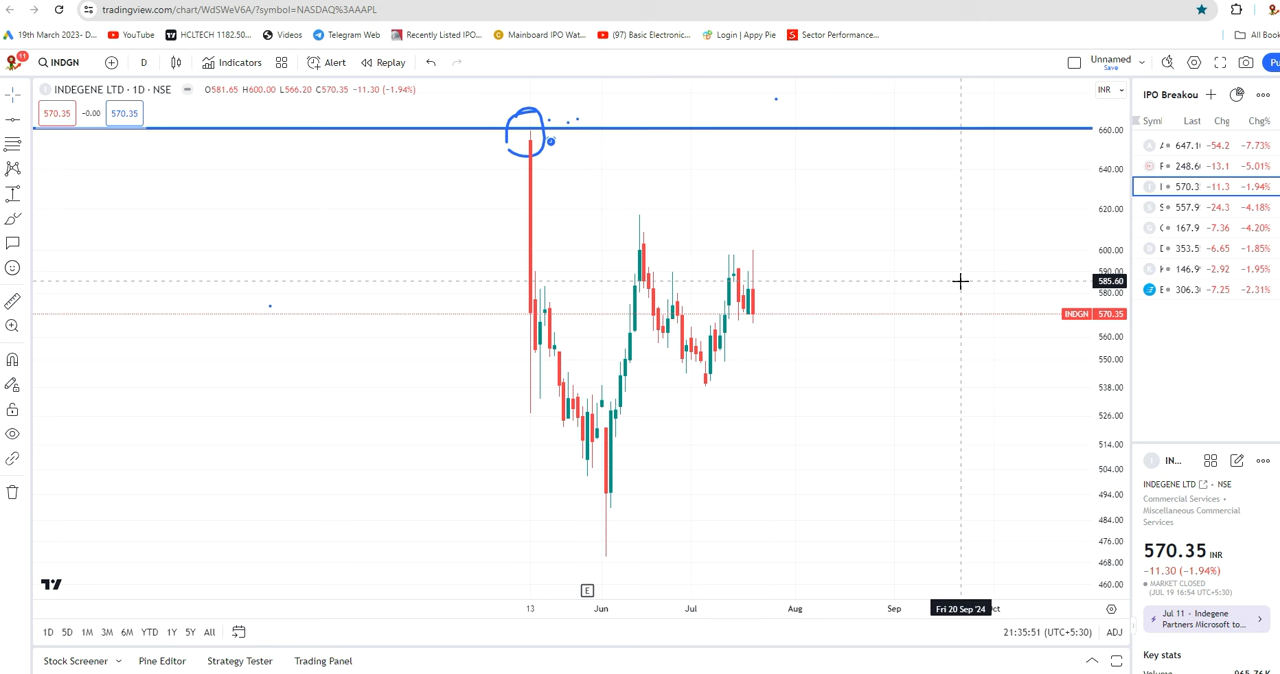 tradingview.com/chart/WdSWeV6A/?symbol=NASDAQ%3AAAPL
19th March 2023- D... YouTube HCLTECH 1182.50... Videos Telegram Web Recently Listed IPO... Mainboard IPO Wat... (97) Basic Electronic... Login | Appy Pie Sector Performance... All Book
11 INDGN D Indicators Alert Replay Unnamed
Save
INDEGENE LTD · 1D · NSE O581.65 H600.00 L566.20 C570.35 −11.30 (−1.94%) INR
570.35 −0.00 570.35
660.00
640.00
620.00
600.00
590.00
585.60
580.00
INDGN 570.35
560.00
550.00
538.00
526.00
514.00
504.00
494.00
484.00
476.00
468.00
460.00
E
13 Jun Jul Aug Sep Fri 20 Sep '24 ct
1D 5D 1M 3M 6M YTD 1Y 5Y All 21:35:51 (UTC+5:30) ADJ
Stock Screener Pine Editor Strategy Tester Trading Panel
IPO Breakou
Syml Last Chg Chg%
647.1 −54.2 −7.73%
248.6 −13.1 −5.01%
570.3 −11.3 −1.94%
557.9 −24.3 −4.18%
167.9 −7.36 −4.20%
353.5 −6.65 −1.85%
146.9 −2.92 −1.95%
306.3 −7.25 −2.31%
IN...
INDEGENE LTD · NSE
Commercial Services •
Miscellaneous Commercial
Services
570.35 INR
−11.30 (−1.94%)
MARKET CLOSED
(JUL 19 16:54 UTC+5:30)
Jul 11 · Indegene
Partners Microsoft to...
Key stats